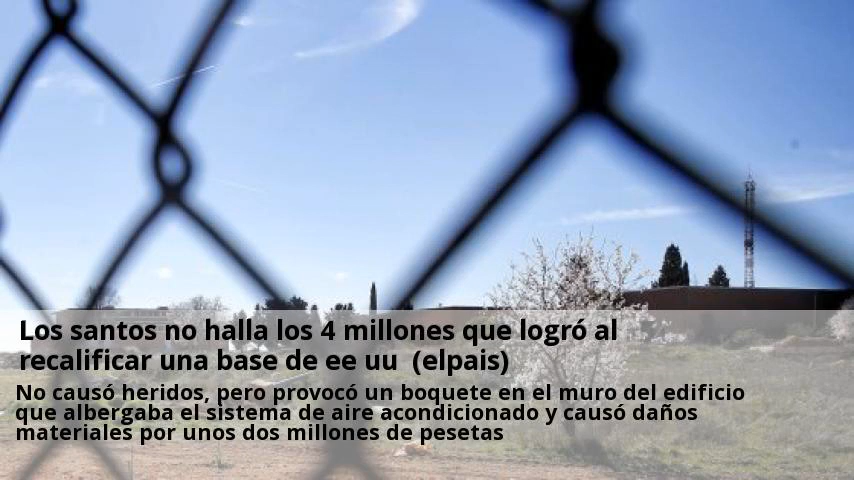 Los santos no halla los 4 millones que logró al
recalificar una base de ee uu  (elpais)
No causó heridos, pero provocó un boquete en el muro del edificio
que albergaba el sistema de aire acondicionado y causó daños
materiales por unos dos millones de pesetas